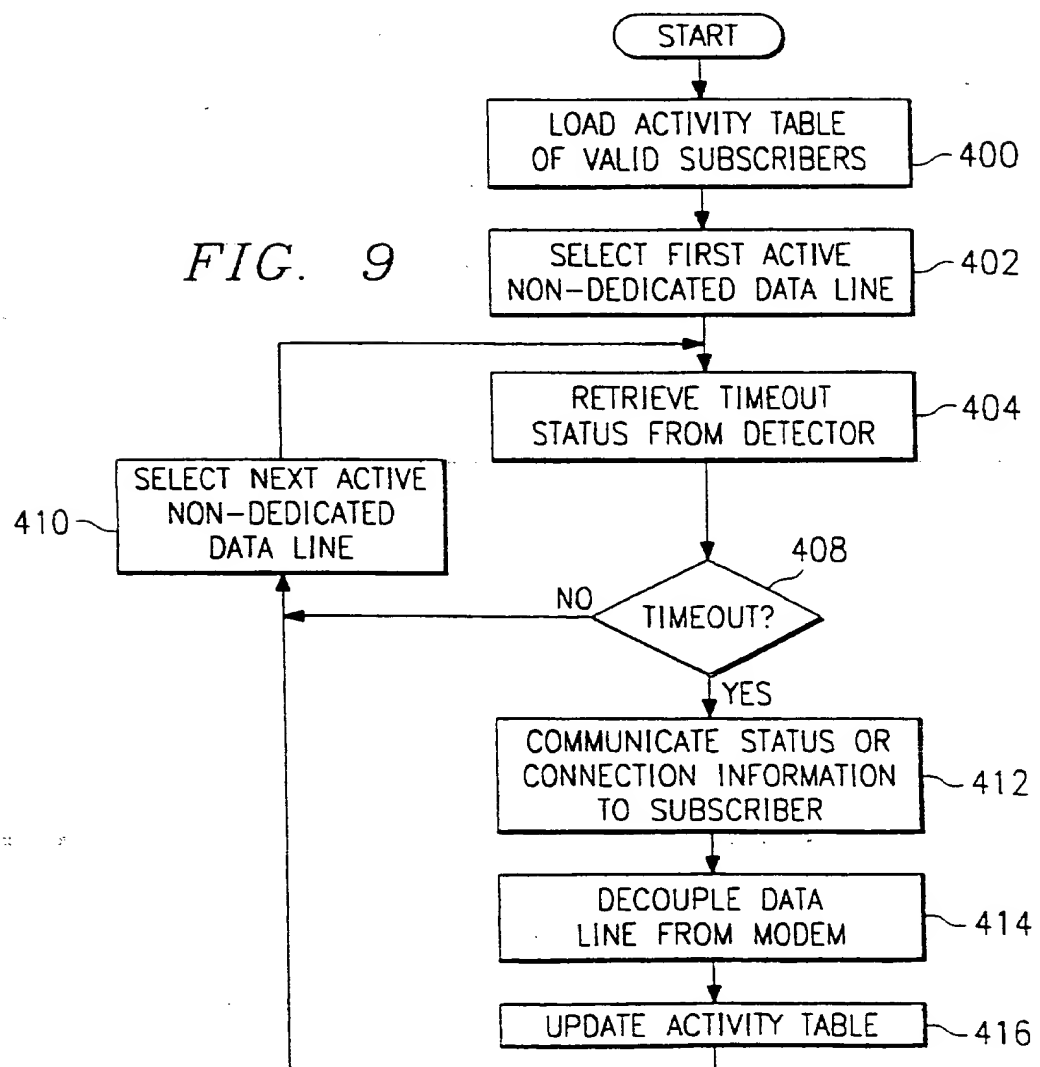 START
LOAD ACTIVITY TABLE
OF VALID SUBSCRIBERS
400
FIG. 9
SELECT FIRST ACTIVE
NON-DEDICATED DATA LINE
402
RETRIEVE TIMEOUT
STATUS FROM DETECTOR
404
SELECT NEXT ACTIVE
NON-DEDICATED
DATA LINE
410
408
NO
TIMEOUT?
YES
COMMUNICATE STATUS OR
CONNECTION INFORMATION
TO SUBSCRIBER
412
DECOUPLE DATA
LINE FROM MODEM
414
UPDATE ACTIVITY TABLE
416